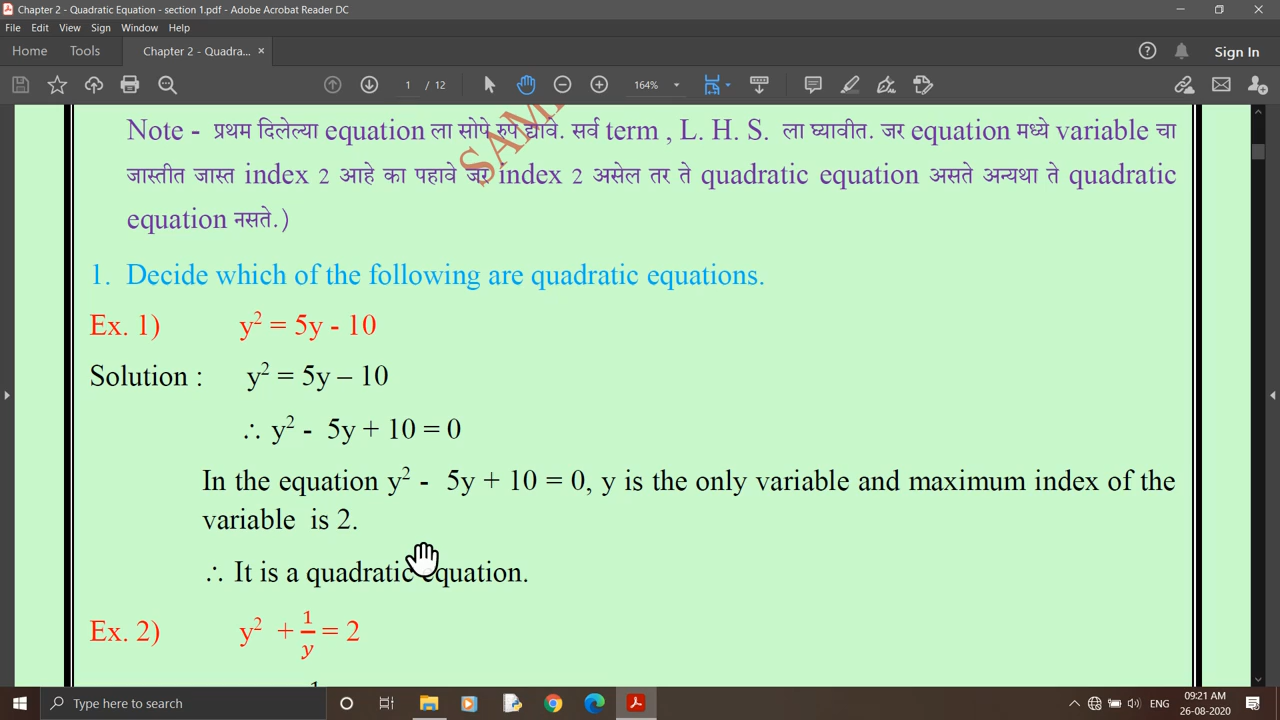 Chapter 2 - Quadratic Equation - section 1.pdf - Adobe Acrobat Reader DC
File Edit View Sign Window Help
Home Tools Chapter 2 - Quadra... × Sign In
1 / 12 164%
Note - प्रथम दिलेल्या equation ला सोपे रुप द्यावे. सर्व term , L. H. S. ला घ्यावीत. जर equation मध्ये variable चा
जास्तीत जास्त index 2 आहे का पहावे जर index 2 असेल तर ते quadratic equation असते अन्यथा ते quadratic
equation नसते.)
1. Decide which of the following are quadratic equations.
Ex. 1) y² = 5y - 10
Solution : y² = 5y – 10
∴ y² - 5y + 10 = 0
In the equation y² - 5y + 10 = 0, y is the only variable and maximum index of the
variable is 2.
∴ It is a quadratic equation.
Ex. 2) y² + 1/y = 2
Type here to search
ENG 09:21 AM
26-08-2020